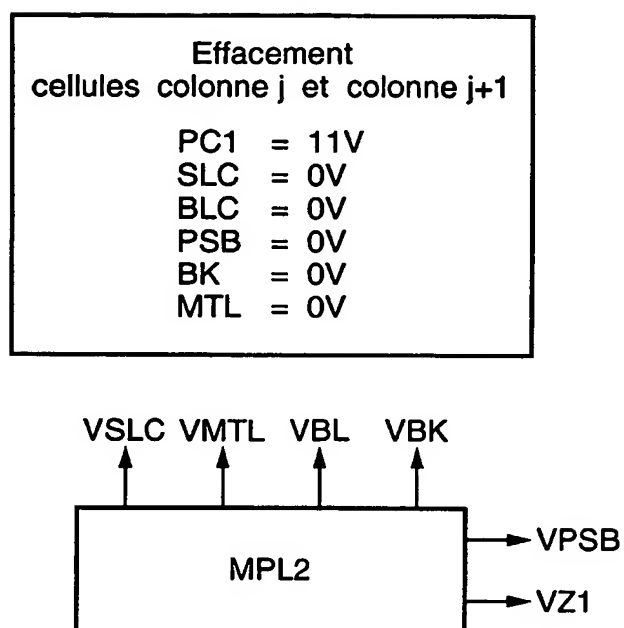 Effacement
cellules colonne j et colonne j+1
PC1 = 11V
SLC = 0V
BLC = 0V
PSB = 0V
BK = 0V
MTL = 0V
VSLC VMTL VBL VBK
MPL2
VPSB
VZ1